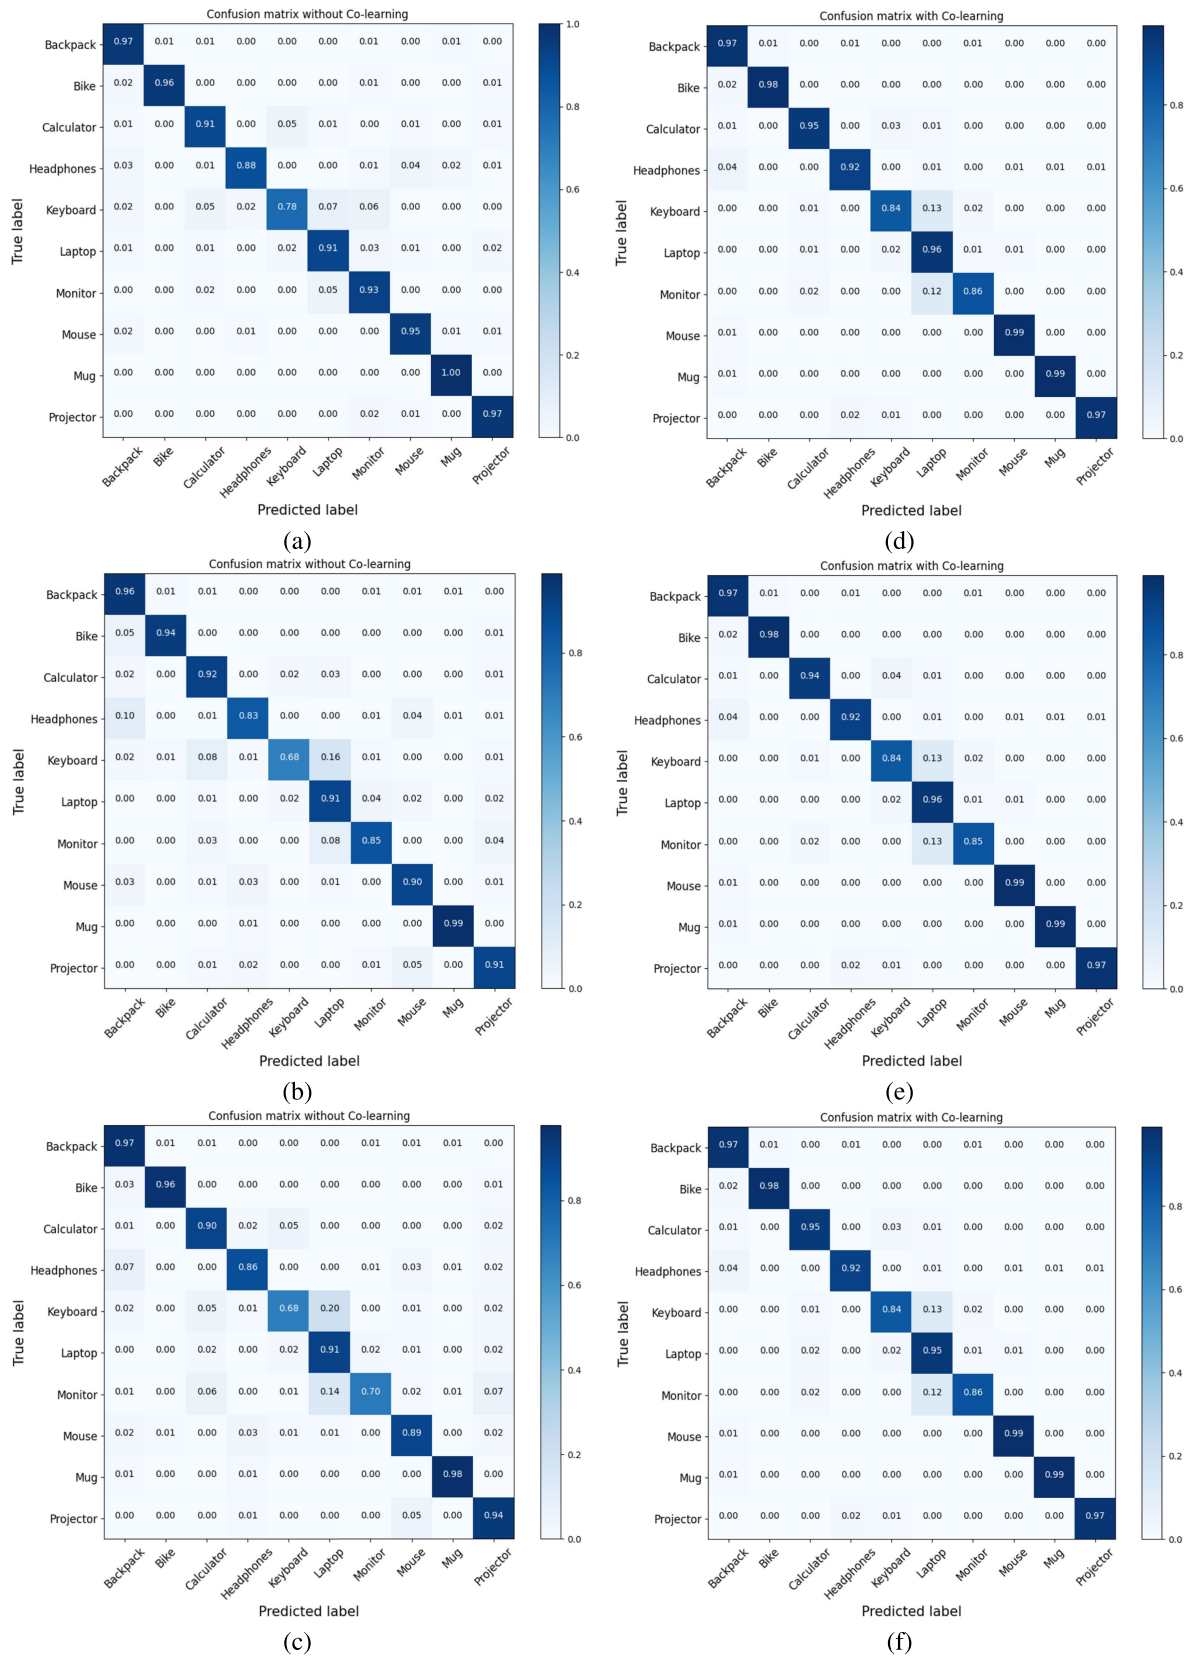 Confusion matrix without Co-learning
True label
Backpack 0.97 0.01 0.01 0.00 0.00 0.00 0.01 0.00 0.01 0.00
Bike 0.02 0.96 0.00 0.00 0.00 0.00 0.01 0.00 0.00 0.01
Calculator 0.01 0.00 0.91 0.00 0.05 0.01 0.00 0.01 0.00 0.01
Headphones 0.03 0.00 0.01 0.88 0.00 0.00 0.01 0.04 0.02 0.01
Keyboard 0.02 0.00 0.05 0.02 0.78 0.07 0.06 0.00 0.00 0.00
Laptop 0.01 0.00 0.01 0.00 0.02 0.91 0.03 0.01 0.00 0.02
Monitor 0.00 0.00 0.02 0.00 0.00 0.05 0.93 0.00 0.00 0.00
Mouse 0.02 0.00 0.00 0.01 0.00 0.00 0.00 0.95 0.01 0.01
Mug 0.00 0.00 0.00 0.00 0.00 0.00 0.00 0.00 1.00 0.00
Projector 0.00 0.00 0.00 0.00 0.00 0.00 0.02 0.01 0.00 0.97
Backpack Bike Calculator Headphones Keyboard Laptop Monitor Mouse Mug Projector
Predicted label
1.0
0.8
0.6
0.4
0.2
0.0
(a)
Confusion matrix with Co-learning
True label
Backpack 0.97 0.01 0.00 0.01 0.00 0.00 0.01 0.00 0.00 0.00
Bike 0.02 0.98 0.00 0.00 0.00 0.00 0.00 0.00 0.00 0.00
Calculator 0.01 0.00 0.95 0.00 0.03 0.01 0.00 0.00 0.00 0.00
Headphones 0.04 0.00 0.00 0.92 0.00 0.01 0.00 0.01 0.01 0.01
Keyboard 0.00 0.00 0.01 0.00 0.84 0.13 0.02 0.00 0.00 0.00
Laptop 0.00 0.00 0.01 0.00 0.02 0.96 0.01 0.01 0.00 0.00
Monitor 0.00 0.00 0.02 0.00 0.00 0.12 0.86 0.00 0.00 0.00
Mouse 0.01 0.00 0.00 0.00 0.00 0.00 0.00 0.99 0.00 0.00
Mug 0.01 0.00 0.00 0.00 0.00 0.00 0.00 0.00 0.99 0.00
Projector 0.00 0.00 0.00 0.02 0.01 0.00 0.00 0.00 0.00 0.97
Backpack Bike Calculator Headphones Keyboard Laptop Monitor Mouse Mug Projector
Predicted label
0.8
0.6
0.4
0.2
0.0
(d)
Confusion matrix without Co-learning
True label
Backpack 0.96 0.01 0.01 0.00 0.00 0.00 0.01 0.01 0.01 0.00
Bike 0.05 0.94 0.00 0.00 0.00 0.00 0.00 0.00 0.00 0.01
Calculator 0.02 0.00 0.92 0.00 0.02 0.03 0.00 0.00 0.00 0.01
Headphones 0.10 0.00 0.01 0.83 0.00 0.00 0.01 0.04 0.01 0.01
Keyboard 0.02 0.01 0.08 0.01 0.68 0.16 0.01 0.00 0.00 0.01
Laptop 0.00 0.00 0.01 0.00 0.02 0.91 0.04 0.02 0.00 0.02
Monitor 0.00 0.00 0.03 0.00 0.00 0.08 0.85 0.00 0.00 0.04
Mouse 0.03 0.00 0.01 0.03 0.00 0.01 0.00 0.90 0.00 0.01
Mug 0.00 0.00 0.00 0.01 0.00 0.00 0.00 0.00 0.99 0.00
Projector 0.00 0.00 0.01 0.02 0.00 0.00 0.01 0.05 0.00 0.91
Backpack Bike Calculator Headphones Keyboard Laptop Monitor Mouse Mug Projector
Predicted label
0.8
0.6
0.4
0.2
0.0
(b)
Confusion matrix with Co-learning
True label
Backpack 0.97 0.01 0.00 0.01 0.00 0.00 0.01 0.00 0.00 0.00
Bike 0.02 0.98 0.00 0.00 0.00 0.00 0.00 0.00 0.00 0.00
Calculator 0.01 0.00 0.94 0.00 0.04 0.01 0.00 0.00 0.00 0.00
Headphones 0.04 0.00 0.00 0.92 0.00 0.01 0.00 0.01 0.01 0.01
Keyboard 0.00 0.00 0.01 0.00 0.84 0.13 0.02 0.00 0.00 0.00
Laptop 0.00 0.00 0.00 0.00 0.02 0.96 0.01 0.01 0.00 0.00
Monitor 0.00 0.00 0.02 0.00 0.00 0.13 0.85 0.00 0.00 0.00
Mouse 0.01 0.00 0.00 0.00 0.00 0.00 0.00 0.99 0.00 0.00
Mug 0.01 0.00 0.00 0.00 0.00 0.00 0.00 0.00 0.99 0.00
Projector 0.00 0.00 0.00 0.02 0.01 0.00 0.00 0.00 0.00 0.97
Backpack Bike Calculator Headphones Keyboard Laptop Monitor Mouse Mug Projector
Predicted label
0.8
0.6
0.4
0.2
0.0
(e)
Confusion matrix without Co-learning
True label
Backpack 0.97 0.01 0.01 0.00 0.00 0.00 0.01 0.01 0.01 0.00
Bike 0.03 0.96 0.00 0.00 0.00 0.00 0.00 0.00 0.00 0.01
Calculator 0.01 0.00 0.90 0.02 0.05 0.00 0.00 0.01 0.00 0.02
Headphones 0.07 0.00 0.00 0.86 0.00 0.00 0.01 0.03 0.01 0.02
Keyboard 0.02 0.00 0.05 0.01 0.68 0.20 0.00 0.01 0.00 0.02
Laptop 0.00 0.00 0.02 0.00 0.02 0.91 0.02 0.01 0.00 0.02
Monitor 0.01 0.00 0.06 0.00 0.01 0.14 0.70 0.02 0.01 0.07
Mouse 0.02 0.01 0.00 0.03 0.01 0.01 0.00 0.89 0.00 0.02
Mug 0.01 0.00 0.00 0.01 0.00 0.00 0.00 0.00 0.98 0.00
Projector 0.00 0.00 0.00 0.01 0.00 0.00 0.00 0.05 0.00 0.94
Backpack Bike Calculator Headphones Keyboard Laptop Monitor Mouse Mug Projector
Predicted label
0.8
0.6
0.4
0.2
0.0
(c)
Confusion matrix with Co-learning
True label
Backpack 0.97 0.01 0.00 0.01 0.00 0.00 0.01 0.00 0.00 0.00
Bike 0.02 0.98 0.00 0.00 0.00 0.00 0.00 0.00 0.00 0.00
Calculator 0.01 0.00 0.95 0.00 0.03 0.01 0.00 0.00 0.00 0.00
Headphones 0.04 0.00 0.00 0.92 0.00 0.01 0.00 0.01 0.01 0.01
Keyboard 0.00 0.00 0.01 0.00 0.84 0.13 0.02 0.00 0.00 0.00
Laptop 0.00 0.00 0.02 0.00 0.02 0.95 0.01 0.01 0.00 0.00
Monitor 0.00 0.00 0.02 0.00 0.00 0.12 0.86 0.00 0.00 0.00
Mouse 0.01 0.00 0.00 0.00 0.00 0.00 0.00 0.99 0.00 0.00
Mug 0.01 0.00 0.00 0.00 0.00 0.00 0.00 0.00 0.99 0.00
Projector 0.00 0.00 0.00 0.02 0.01 0.00 0.00 0.00 0.00 0.97
Backpack Bike Calculator Headphones Keyboard Laptop Monitor Mouse Mug Projector
Predicted label
0.8
0.6
0.4
0.2
0.0
(f)